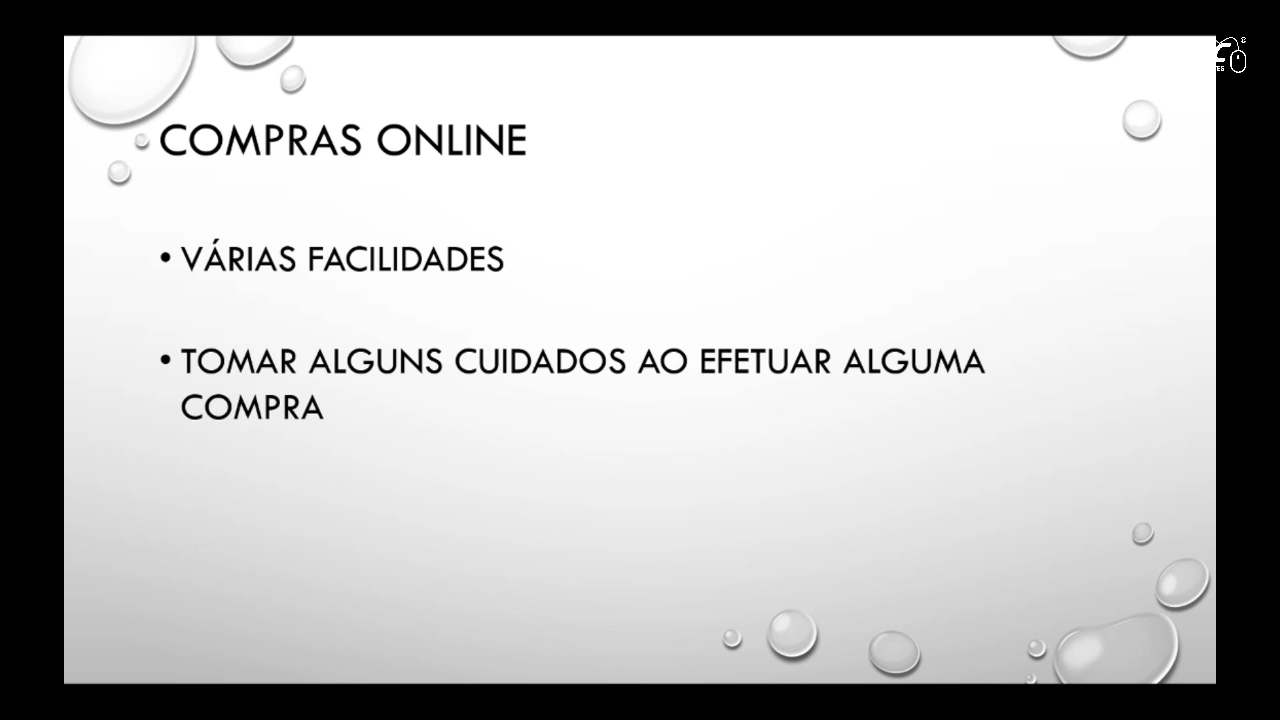 COMPRAS ONLINE
• VÁRIAS FACILIDADES
• TOMAR ALGUNS CUIDADOS AO EFETUAR ALGUMA
COMPRA